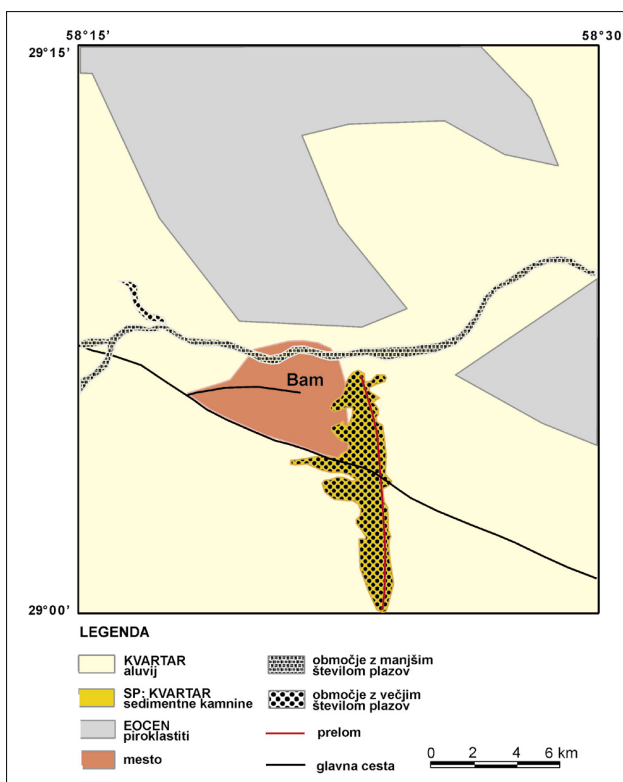 58°15' 58°30'
29°15'
Bam
29°00'
LEGENDA
KVARTAR
aluvij
SP. KVARTAR
sedimentne kamnine
EOCEN
piroklastiti
mesto
območje z manjšim
številom plazov
območje z večjim
številom plazov
prelom
glavna cesta
0 2 4 6 km